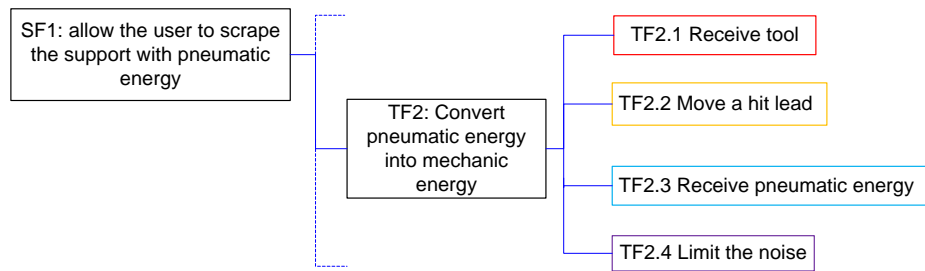 SF1: allow the user to scrape
the support with pneumatic
energy
TF2: Convert
pneumatic energy
into mechanic
energy
TF2.1 Receive tool
TF2.2 Move a hit lead
TF2.3 Receive pneumatic energy
TF2.4 Limit the noise